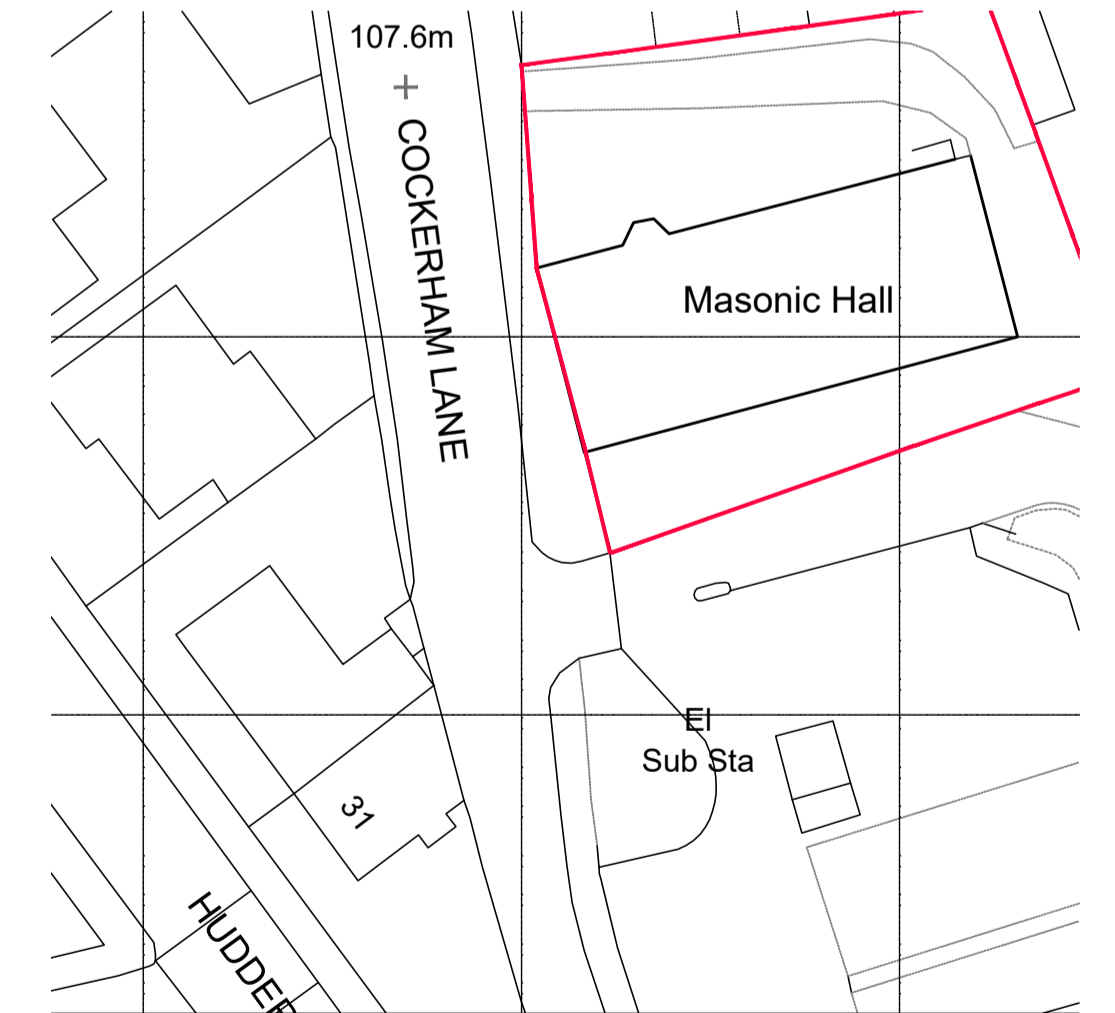 107.6m
COCKERHAM LANE
Masonic Hall
El
Sub Sta
31
HUDDER